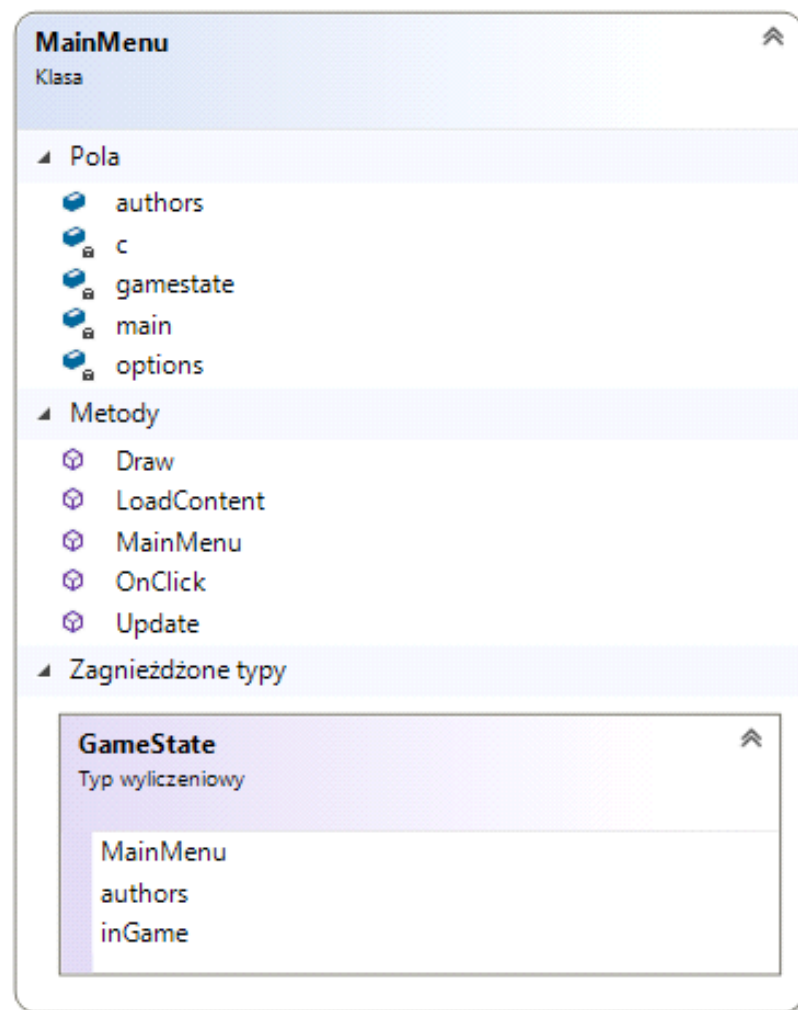 MainMenu
Klasa
Pola
authors
c
gamestate
main
options
Metody
Draw
LoadContent
MainMenu
OnClick
Update
Zagnieżdżone typy
GameState
Typ wyliczeniowy
MainMenu
authors
inGame